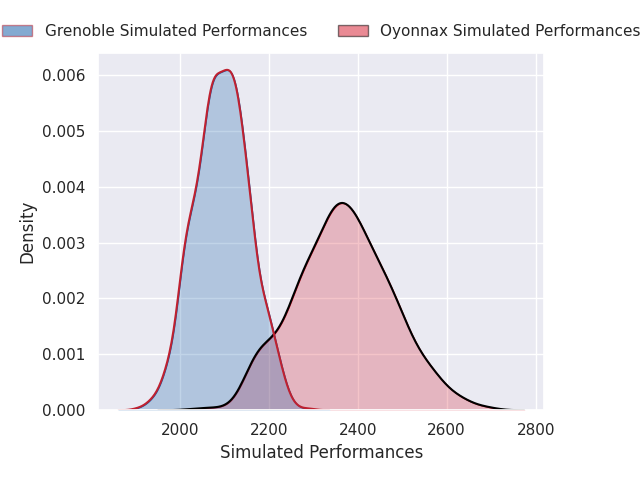 Grenoble Simulated Performances Oyonnax Simulated Performances
0.006
0.005
0.004
0.003
0.002
0.001
0.000
Density
2000 2200 2400 2600 2800
Simulated Performances